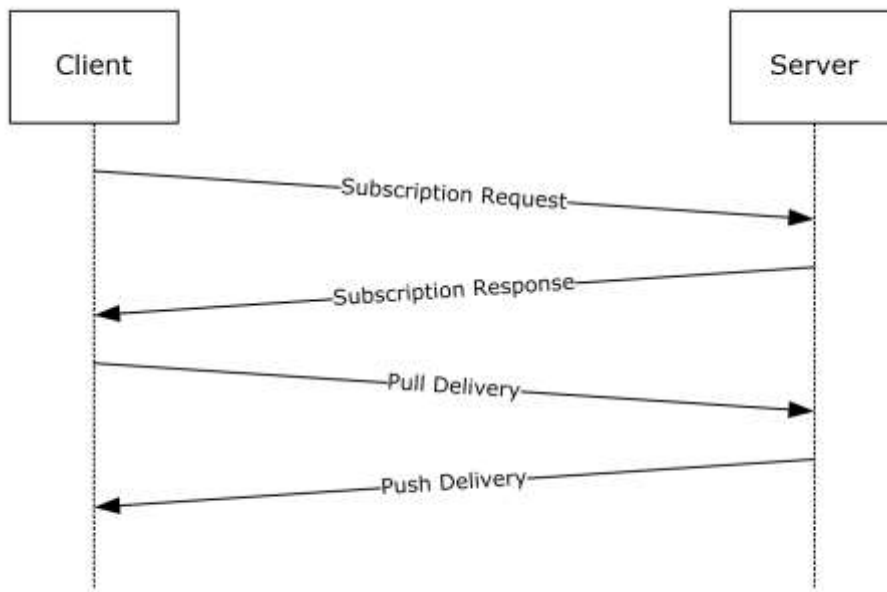 Client
Server
Subscription Request
Subscription Response
Pull Delivery
Push Delivery